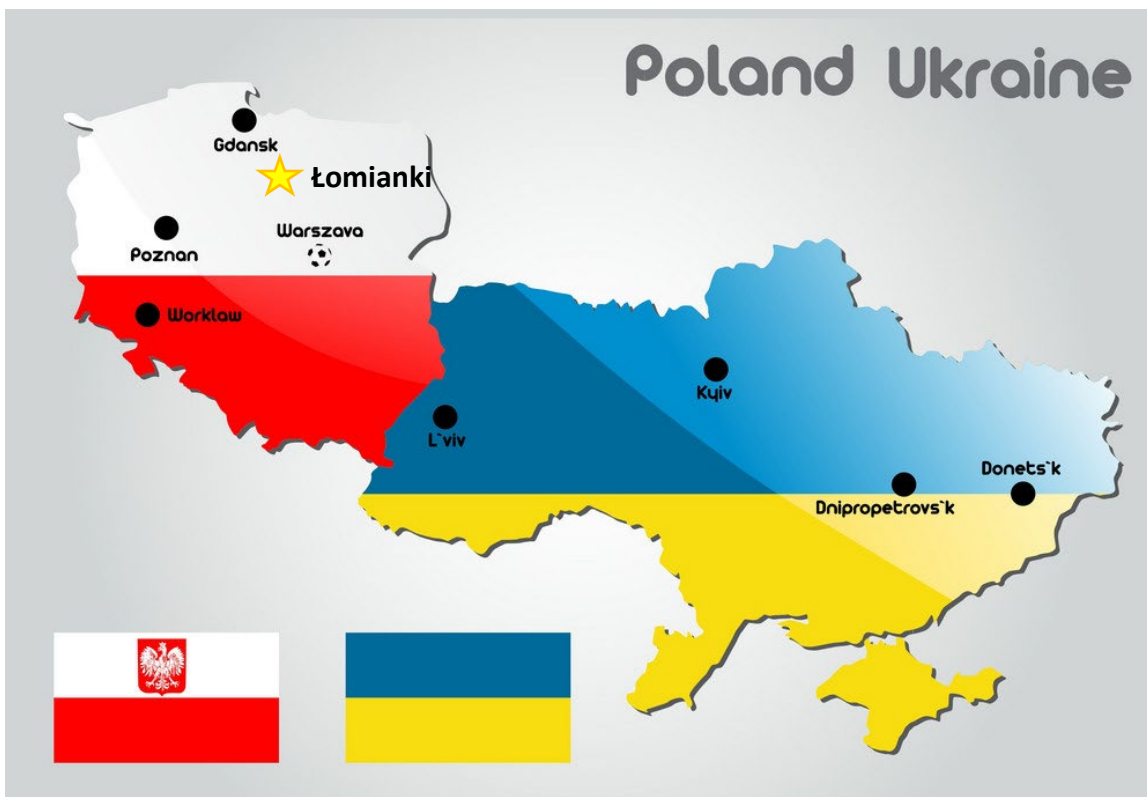 Poland Ukraine
Gdansk
Łomianki
Warszava
Poznan
Worklaw
Kyiv
L`viv
Donets`k
Dnipropetrovs`k